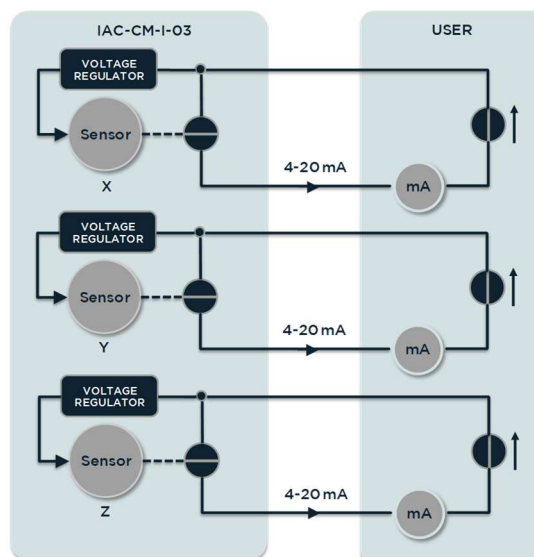 IAC-CM-I-03
USER
VOLTAGE
REGULATOR
Sensor
X
4-20 mA
mA
VOLTAGE
REGULATOR
Sensor
Y
4-20 mA
mA
VOLTAGE
REGULATOR
Sensor
Z
4-20 mA
mA